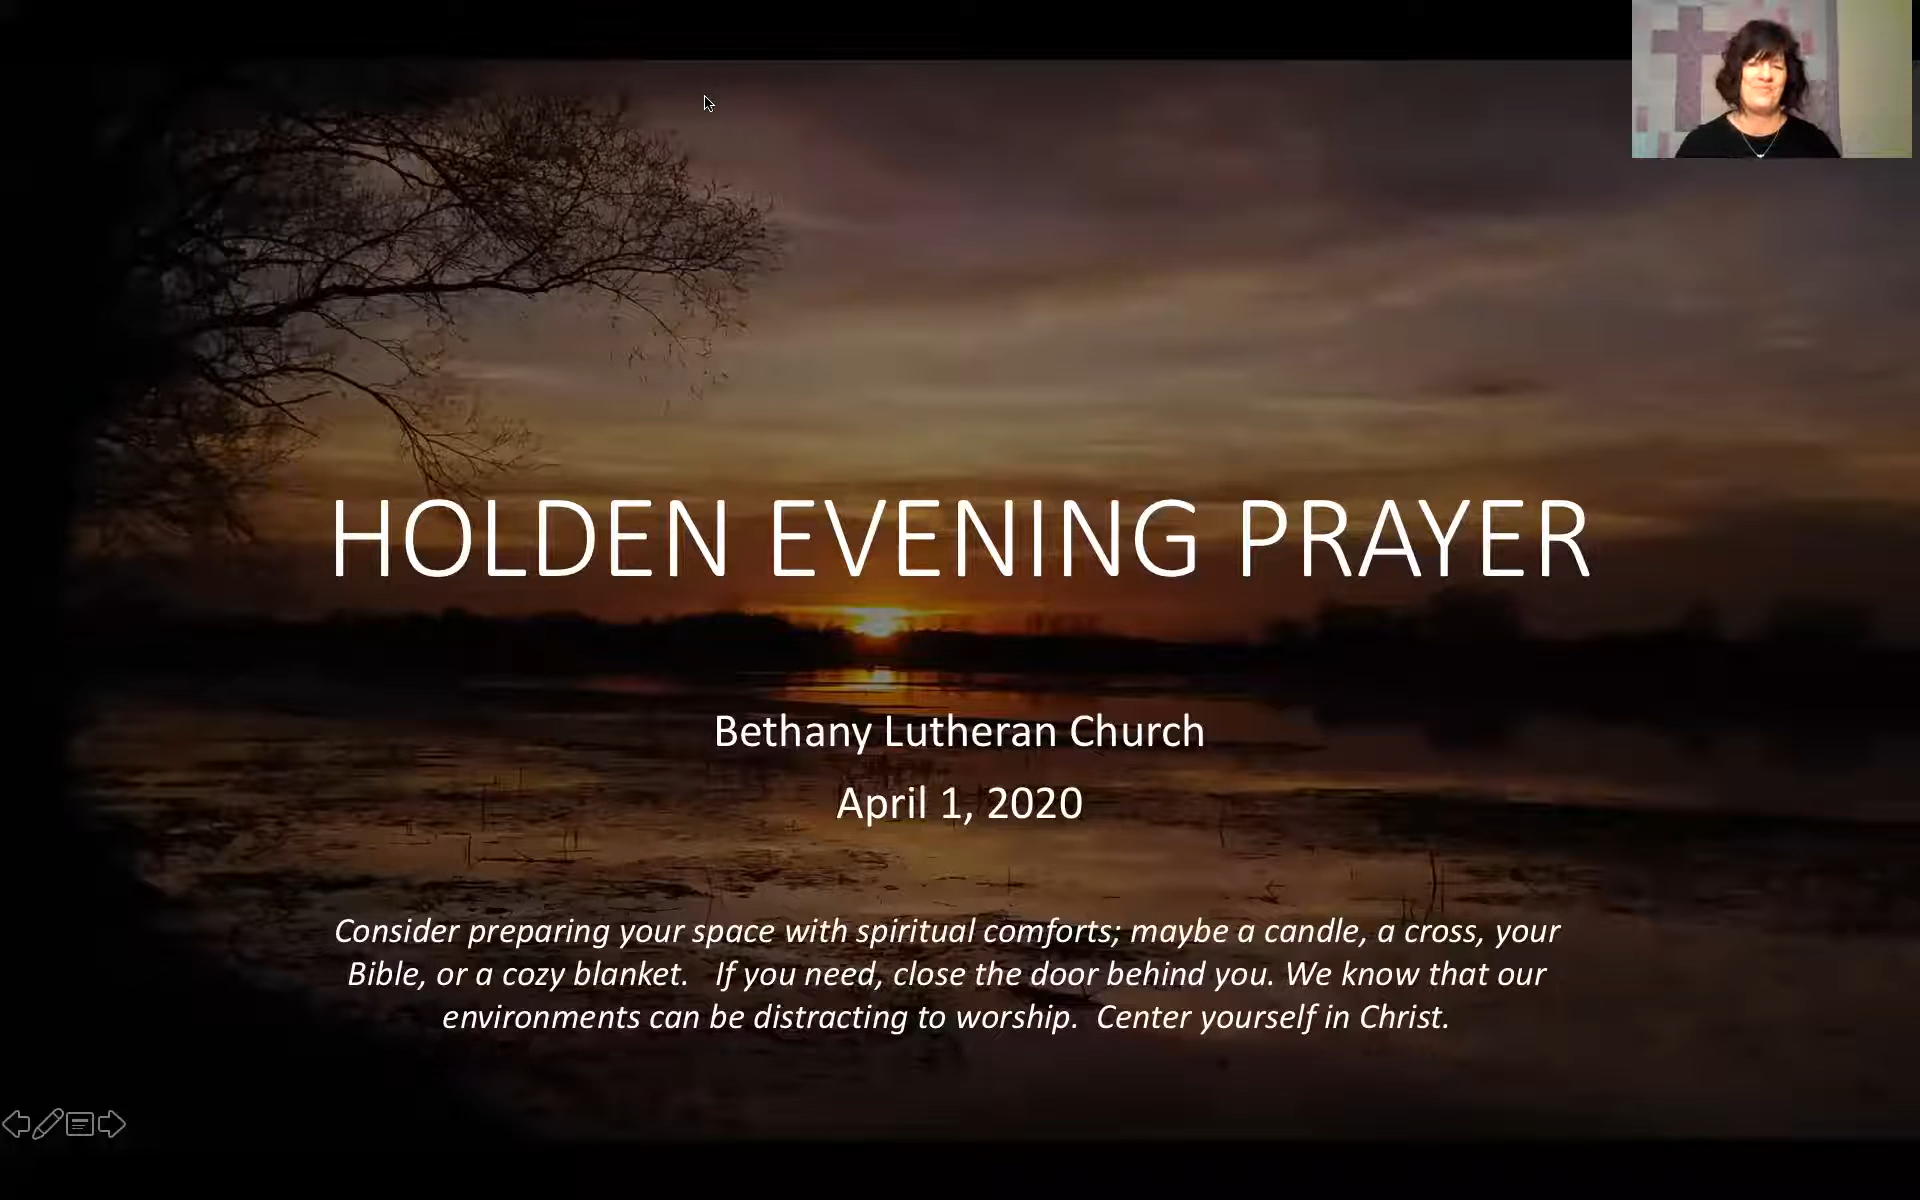 HOLDEN EVENING PRAYER
Bethany Lutheran Church
April 1, 2020
Consider preparing your space with spiritual comforts; maybe a candle, a cross, your
Bible, or a cozy blanket.   If you need, close the door behind you. We know that our
environments can be distracting to worship.  Center yourself in Christ.